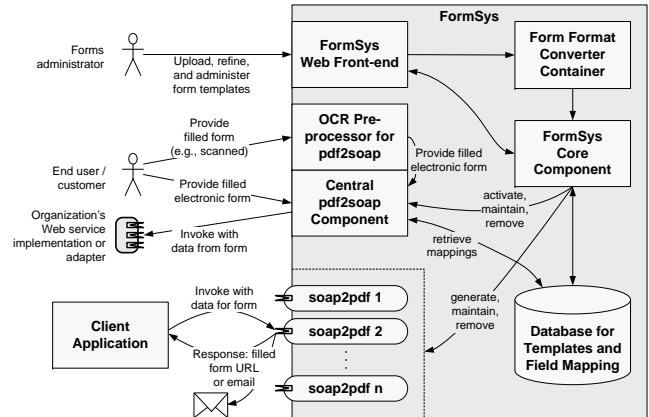 FormSys
Forms
administrator
Upload, refine,
and administer
form templates
FormSys
Web Front-end
Form Format
Converter
Container
OCR Pre-
processor for
pdf2soap
Provide
filled form
(e.g., scanned)
Provide filled
electronic form
FormSys
Core
Component
End user /
customer
Provide filled
electronic form
Central
pdf2soap
Component
activate,
maintain,
remove
Organization's
Web service
implementation or
adapter
Invoke with
data from form
retrieve
mappings
Invoke with
data for form
soap2pdf 1
generate,
maintain,
remove
Client
Application
soap2pdf 2
Database for
Templates and
Field Mapping
Response: filled
form URL
or email
soap2pdf n